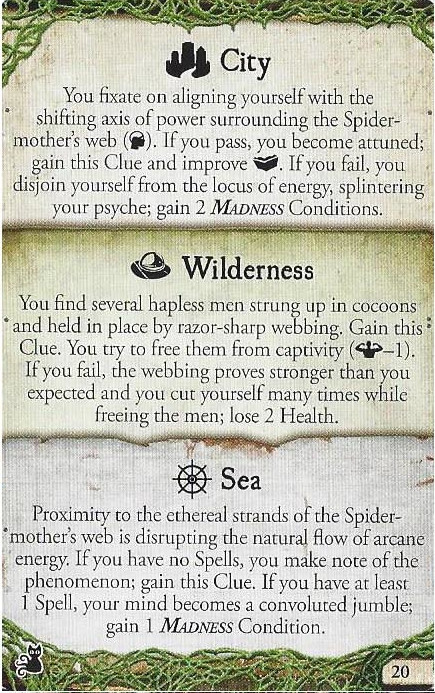 City
You fixate on aligning yourself with the
shifting axis of power surrounding the Spider-
mother's web ( ). If you pass, you become attuned;
gain this Clue and improve . If you fail, you
disjoin yourself from the locus of energy, splintering
your psyche; gain 2 MADNESS Conditions.
Wilderness
You find several hapless men strung up in cocoons
and held in place by razor-sharp webbing. Gain this
Clue. You try to free them from captivity ( –1).
If you fail, the webbing proves stronger than you
expected and you cut yourself many times while
freeing the men; lose 2 Health.
Sea
Proximity to the ethereal strands of the Spider-
mother's web is disrupting the natural flow of arcane
energy. If you have no Spells, you make note of the
phenomenon; gain this Clue. If you have at least
1 Spell, your mind becomes a convoluted jumble;
gain 1 MADNESS Condition.
20